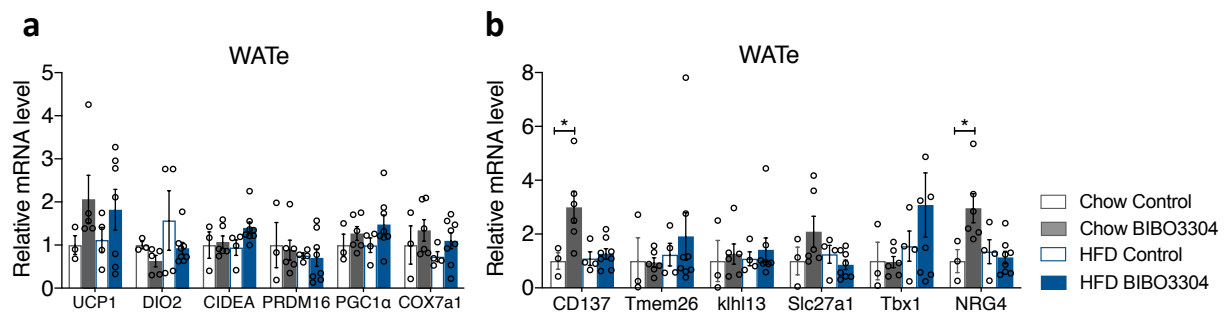 a
WATe
Relative mRNA level
5
4
3
2
1
0
UCP1 DIO2 CIDEA PRDM16 PGC1α COX7a1
b
WATe
Relative mRNA level
8
6
4
2
0
*
*
CD137 Tmem26 klhl13 Slc27a1 Tbx1 NRG4
Chow Control
Chow BIBO3304
HFD Control
HFD BIBO3304